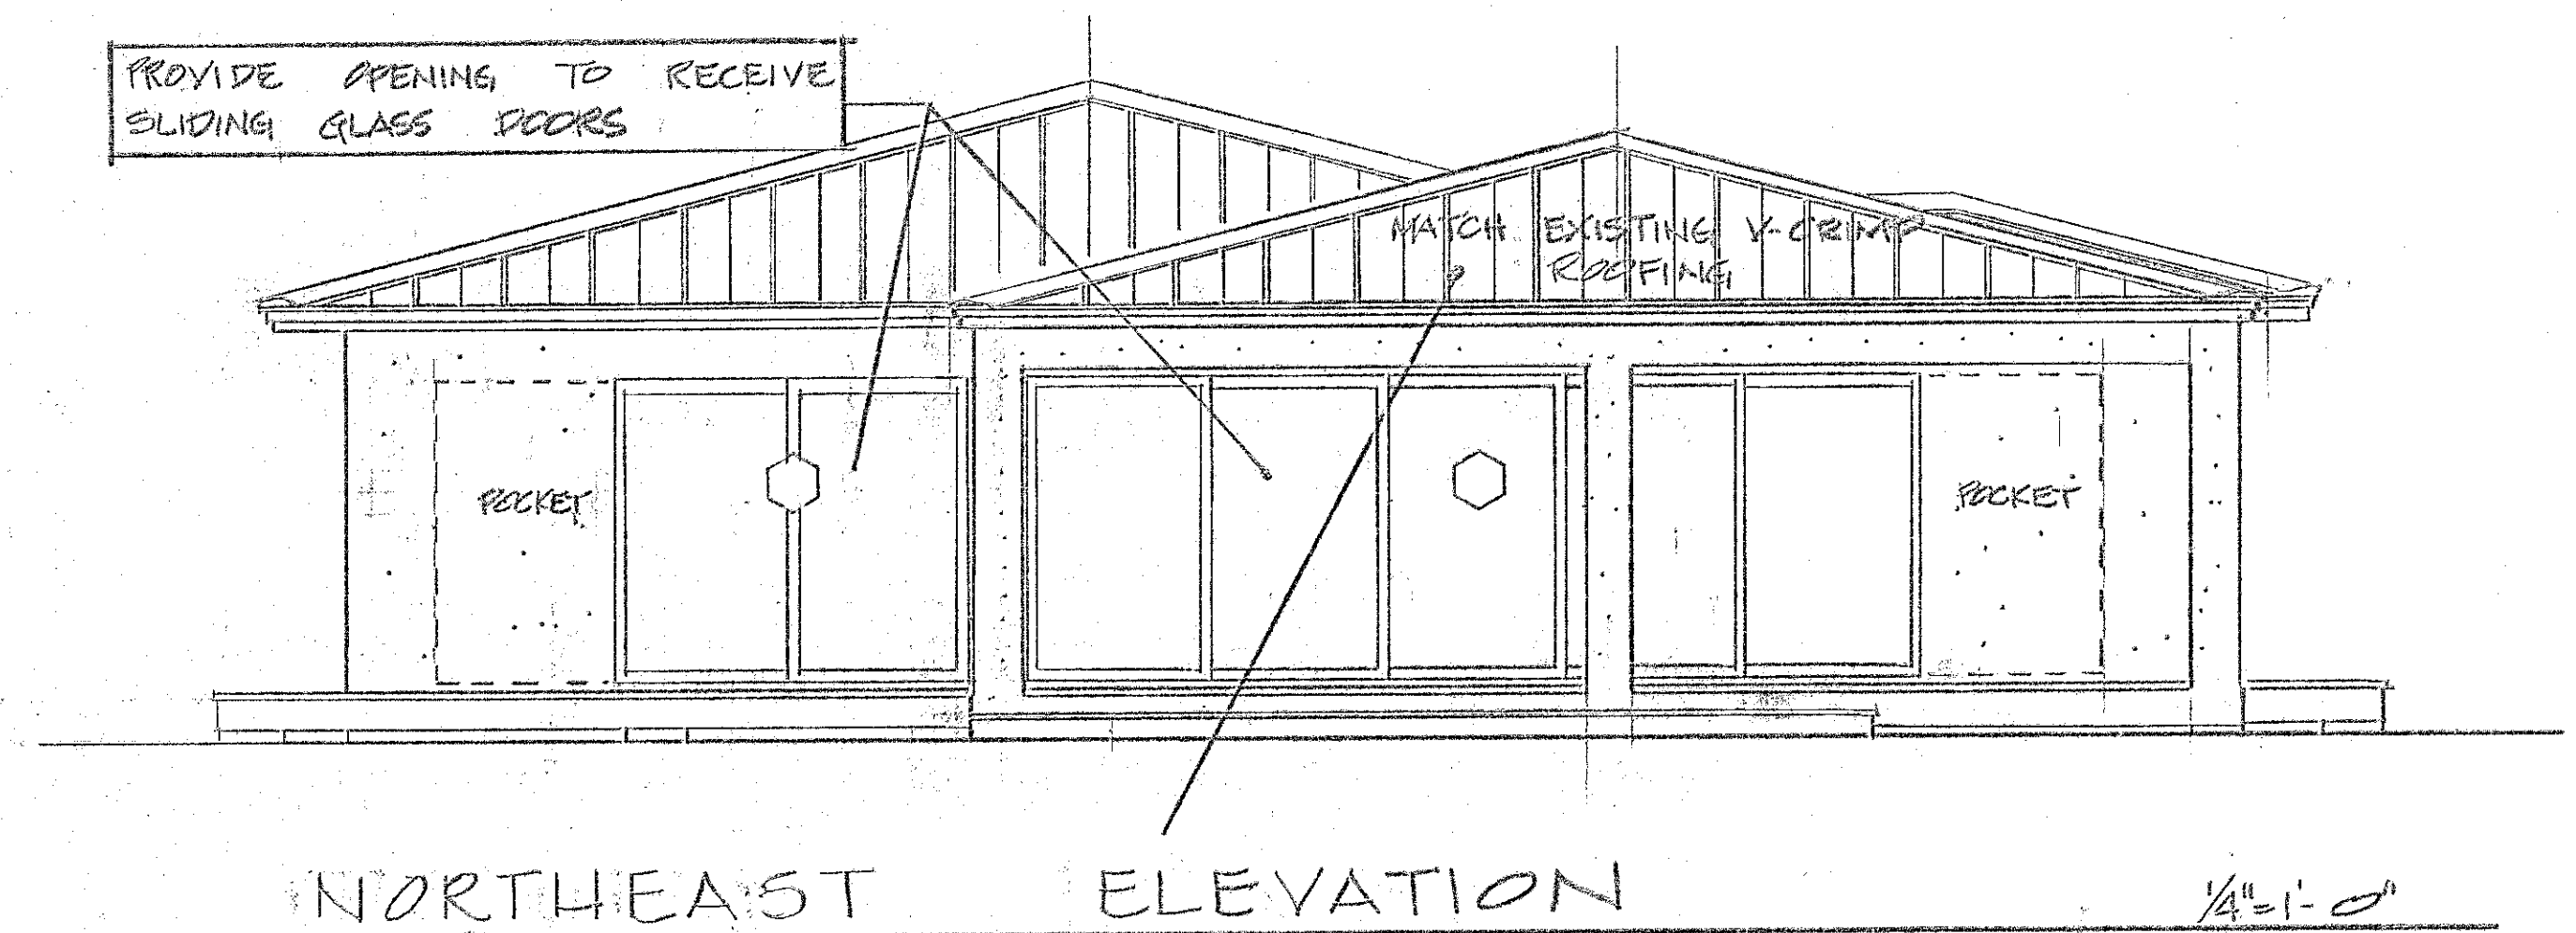 PROVIDE OPENING TO RECEIVE
SLIDING GLASS DOORS
MATCH EXISTING V-CRIMP
ROOFING
POCKET
POCKET
NORTHEAST ELEVATION
1/4"=1'-0"